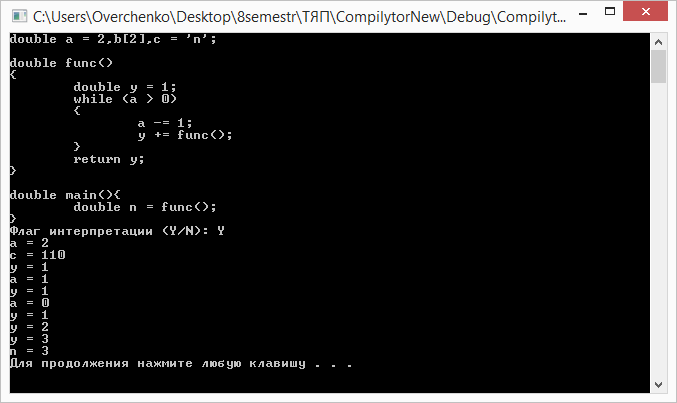 C:\Users\Overchenko\Desktop\8semestr\ТЯП\CompilytorNew\Debug\Compilyt...
double a = 2,b[2],c = 'n';
double func()
{
double y = 1;
while (a > 0)
{
a -= 1;
y += func();
}
return y;
}
double main(){
double n = func();
}
Флаг интерпретации (Y/N): Y
a = 2
c = 110
y = 1
a = 1
y = 1
a = 0
y = 1
y = 2
y = 3
n = 3
Для продолжения нажмите любую клавишу . . .